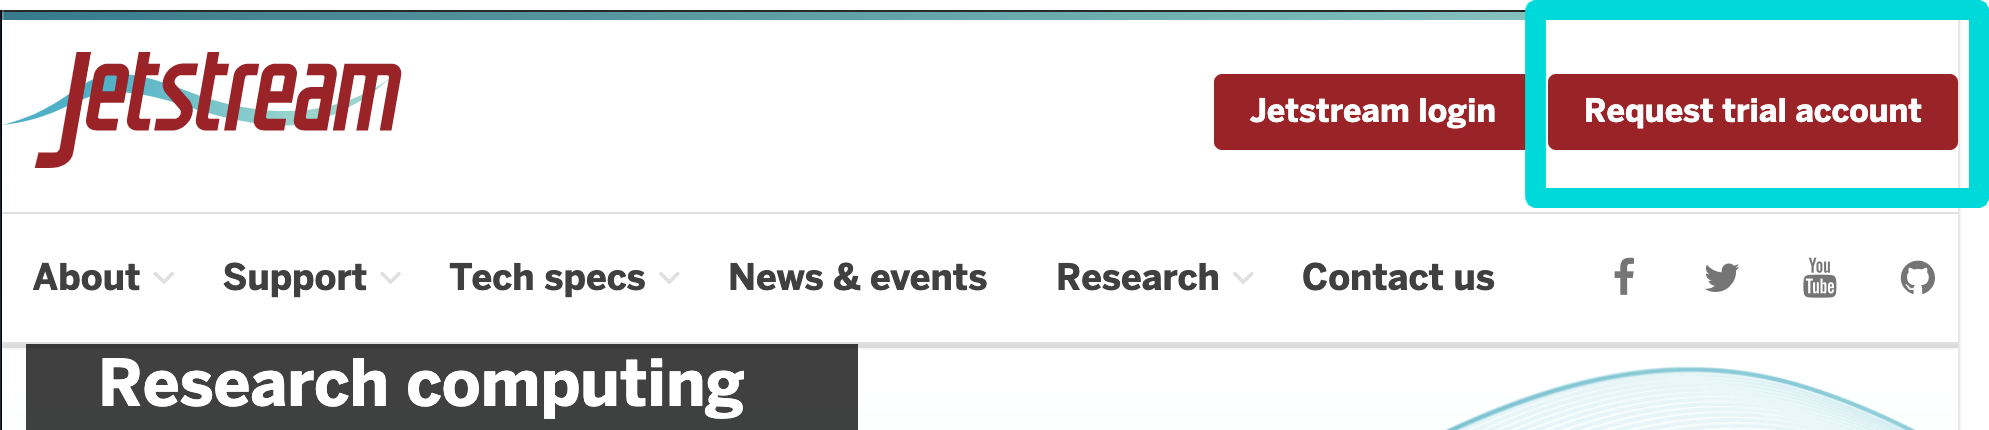 Jetstream
Jetstream login
Request trial account
About
Support
Tech specs
News & events
Research
Contact us
You
Tube
Research computing